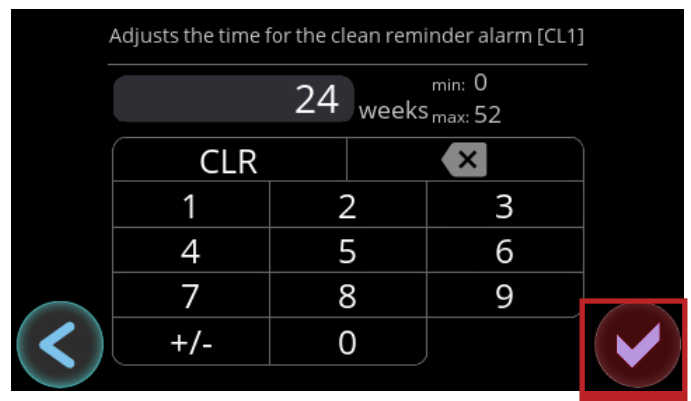 Adjusts the time for the clean reminder alarm [CL1]
24 weeks min: 0
max: 52
CLR
1 2 3
4 5 6
7 8 9
+/- 0